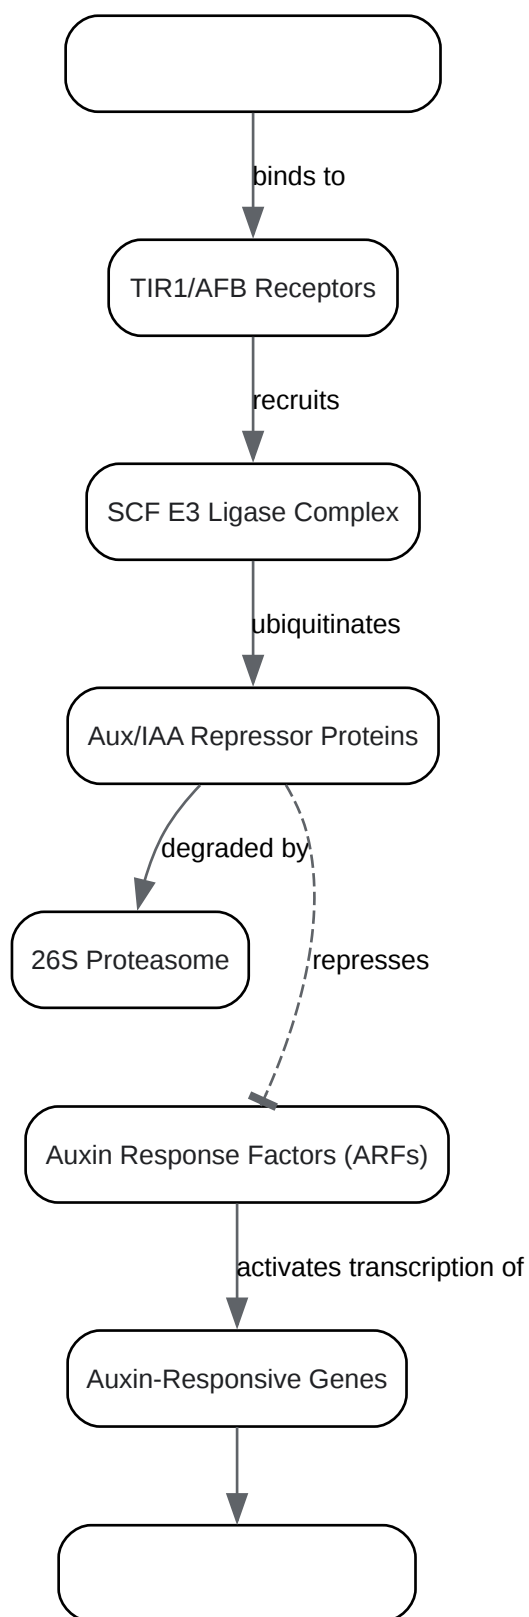 binds to
TIR1/AFB Receptors
recruits
SCF E3 Ligase Complex
ubiquitinates
Aux/IAA Repressor Proteins
degraded by
26S Proteasome
represses
Auxin Response Factors (ARFs)
activates transcription of
Auxin-Responsive Genes